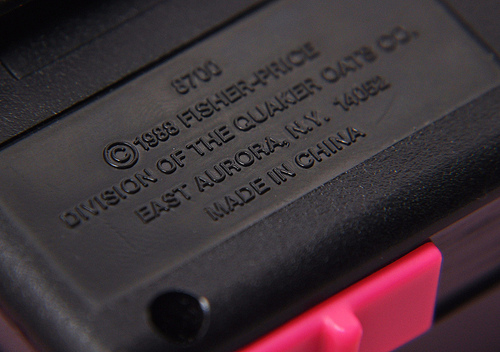 8700
©1988 FISHER-PRICE
DIVISION OF THE QUAKER OATS CO.
EAST AURORA, N.Y. 14052
MADE IN CHINA